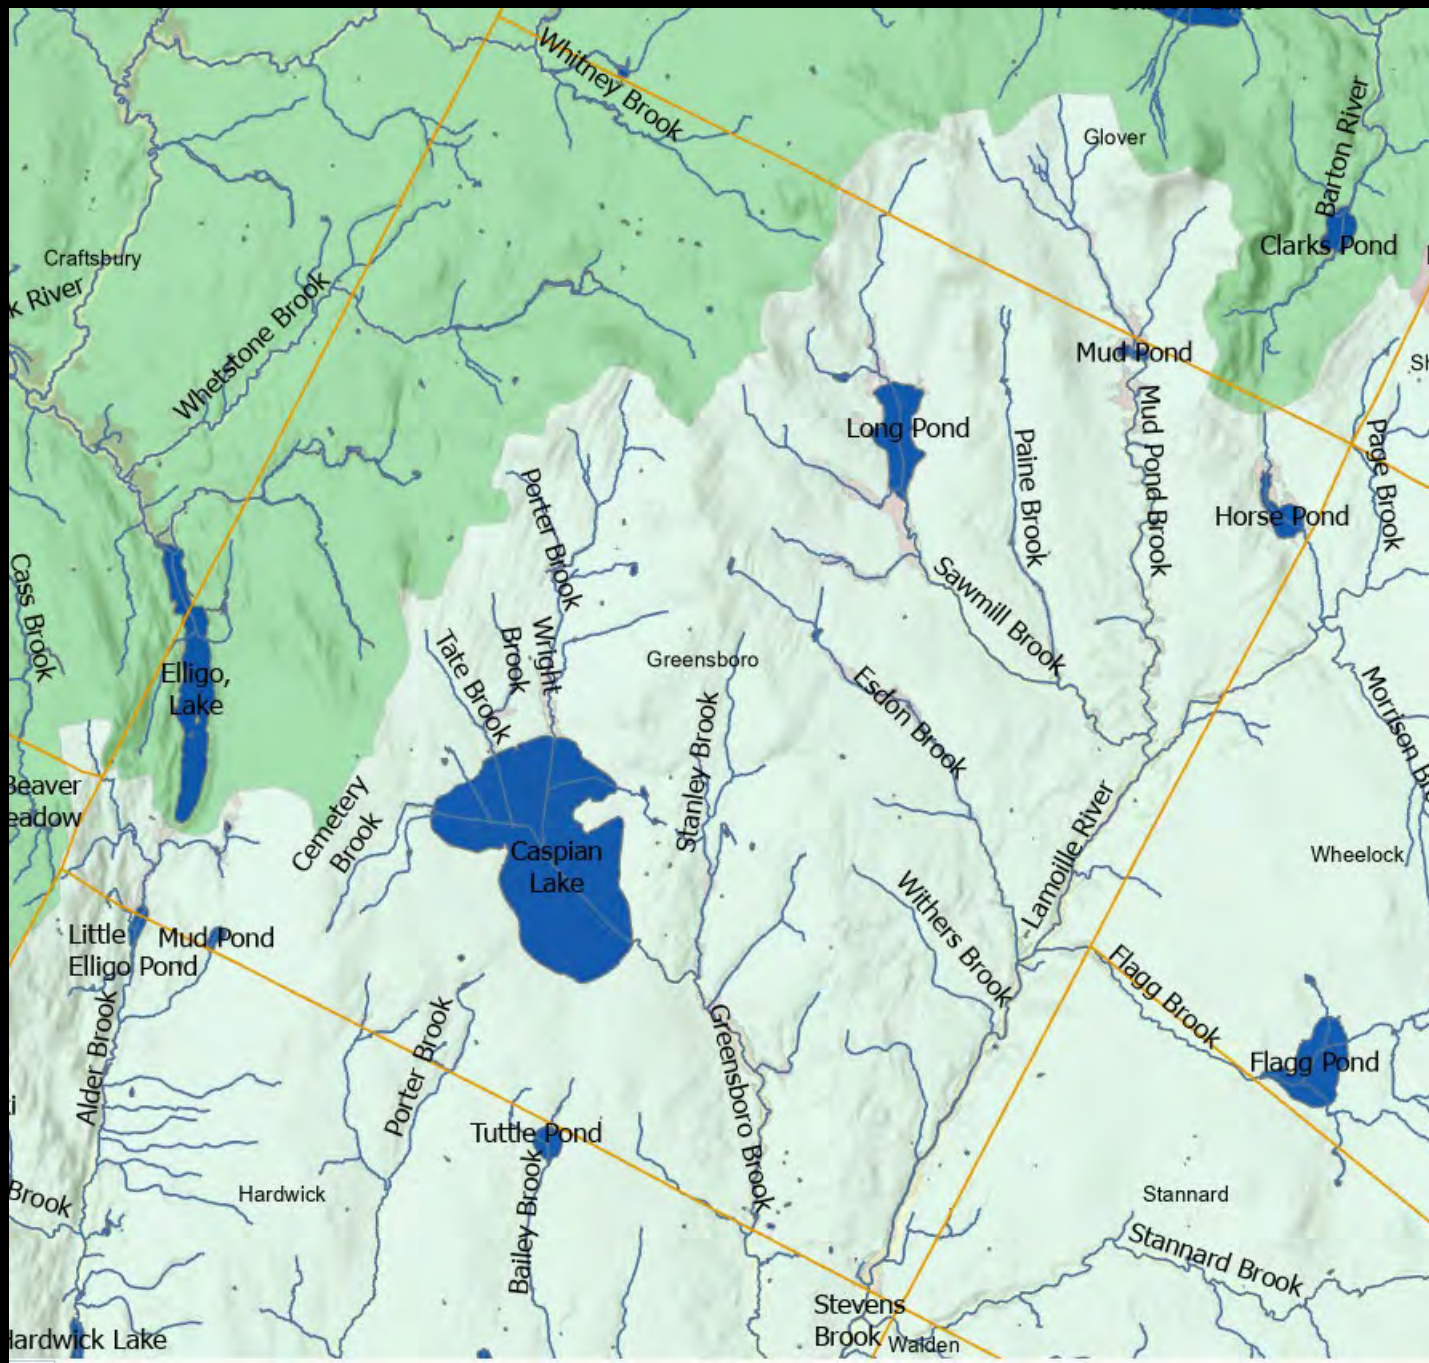 Whitney Brook
Glover
Barton River
Clarks Pond
Craftsbury
k River
Whetstone Brook
Mud Pond
Long Pond
Paine Brook
Mud Pond Brook
Page Brook
Horse Pond
Porter Brook
Cass Brook
Sawmill Brook
Wright
Brook
Tate Brook
Greensboro
Elligo,
Lake
Esdon Brook
Morrison Bro
Stanley Brook
Beaver
eadow
Cemetery
Brook
Lamoille River
Caspian
Lake
Wheelock
Withers Brook
Little
Elligo Pond
Mud Pond
Flagg Brook
Alder Brook
Porter Brook
Greensboro Brook
Flagg Pond
Tuttle Pond
Bailey Brook
Brook
Hardwick
Stannard
Stannard Brook
Stevens
Brook
Walden
Hardwick Lake